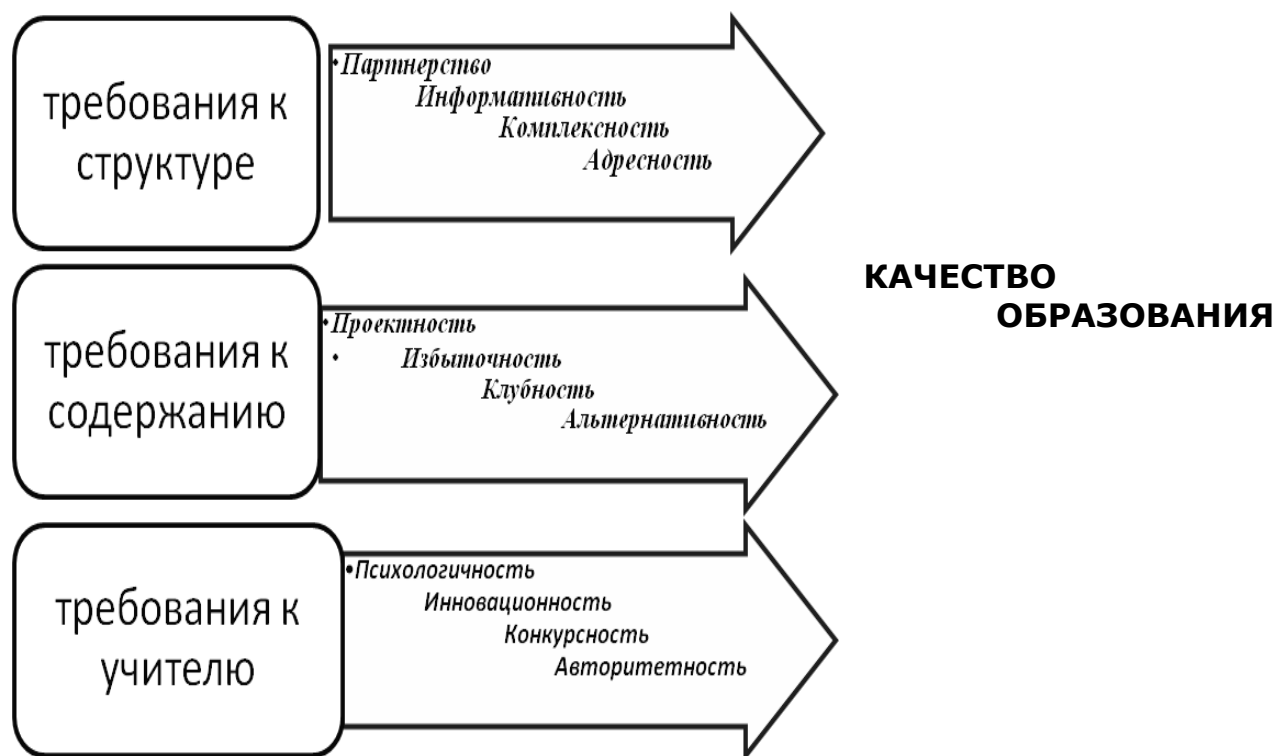 требования к
структуре
• Партнерство
Информативность
Комплексность
Адресность
требования к
содержанию
• Проектность
• Избыточность
Клубность
Альтернативность
требования к
учителю
• Психологичность
Инновационность
Конкурсность
Авторитетность
КАЧЕСТВО
ОБРАЗОВАНИЯ